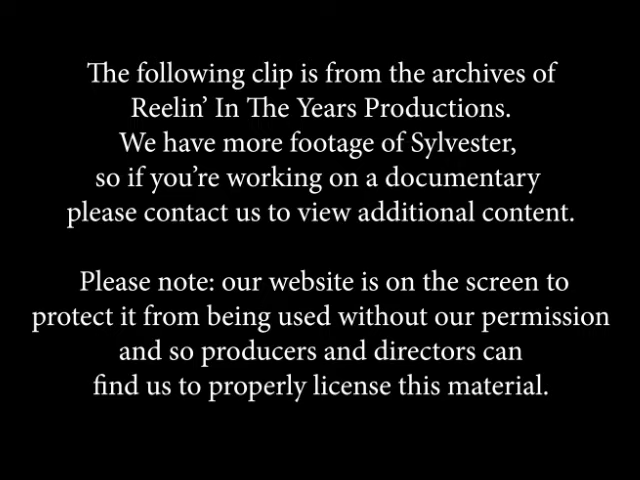 The following clip is from the archives of
Reelin’ In The Years Productions.
We have more footage of Sylvester,
so if you’re working on a documentary
please contact us to view additional content.
Please note: our website is on the screen to
protect it from being used without our permission
and so producers and directors can
find us to properly license this material.